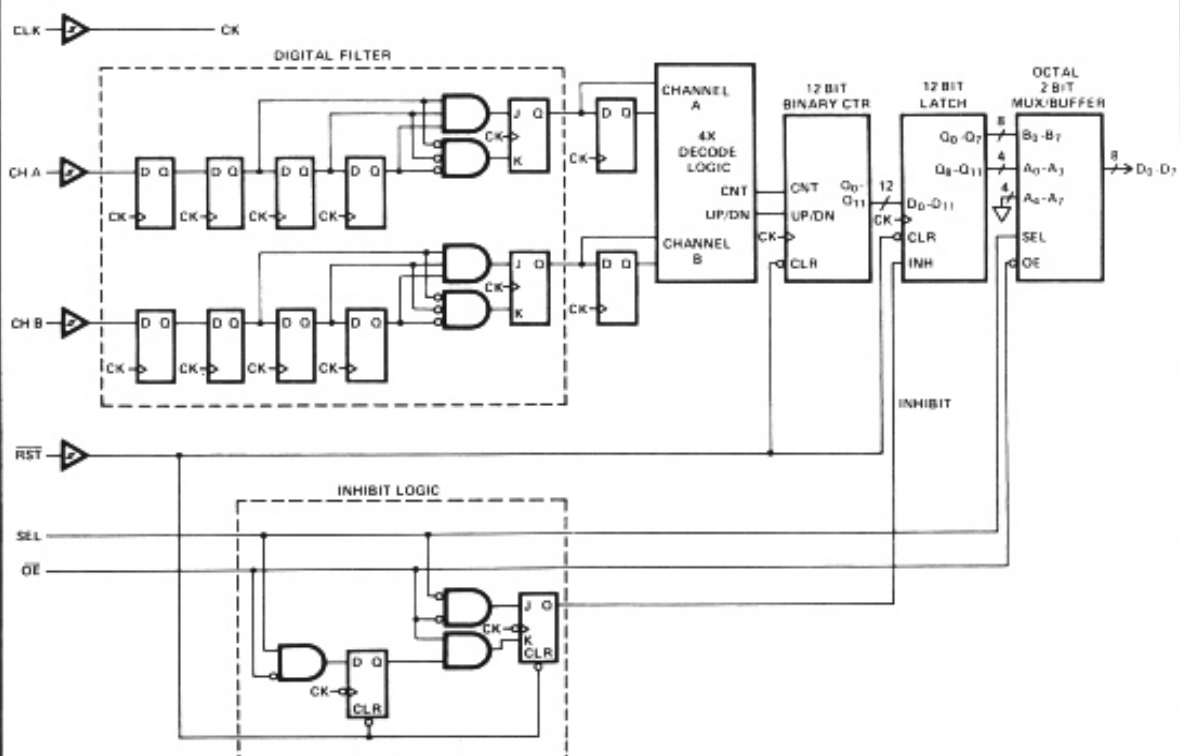 CLK CK
DIGITAL FILTER
OCTAL
2 BIT
MUX/BUFFER
12 BIT
BINARY CTR
12 BIT
LATCH
CHANNEL
A
4X
DECODE
LOGIC
CNT
UP/DN
CHANNEL
B
CH A
D Q D Q D Q D Q
CK CK CK CK
J Q
CK
K
D Q
CK
CNT
UP/DN
CK
CLR
Q0-
Q11
12
D0-D11
CK
CLR
INH
Q0-Q7
Q8-Q11
8
4
4
B0-B7
A0-A3
A4-A7
SEL
OE
8
D0-D7
CH B
D Q D Q D Q D Q
CK CK CK CK
J Q
CK
K
D Q
CK
INHIBIT
RST
INHIBIT LOGIC
SEL
OE
J Q
CK
K
CLR
D Q
CK
CLR